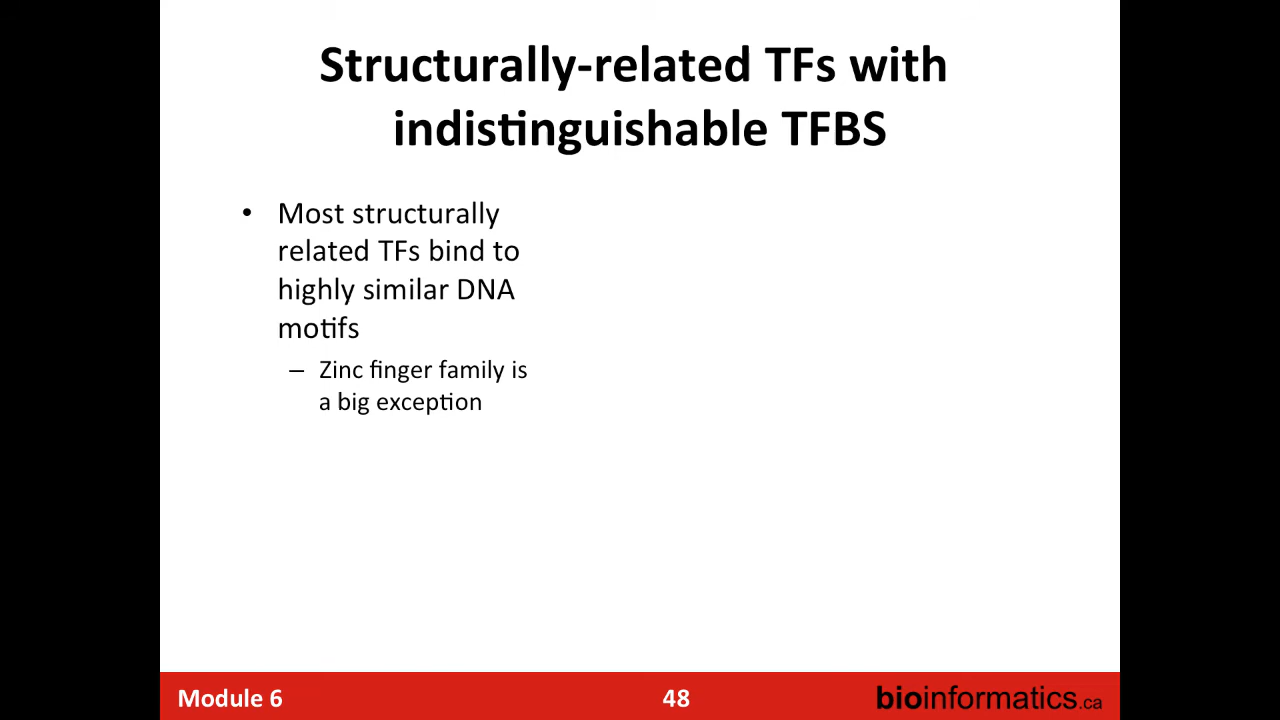 Structurally-related TFs with
indistinguishable TFBS
• Most structurally
related TFs bind to
highly similar DNA
motifs
– Zinc finger family is
a big exception
Module 6
48
bioinformatics.ca